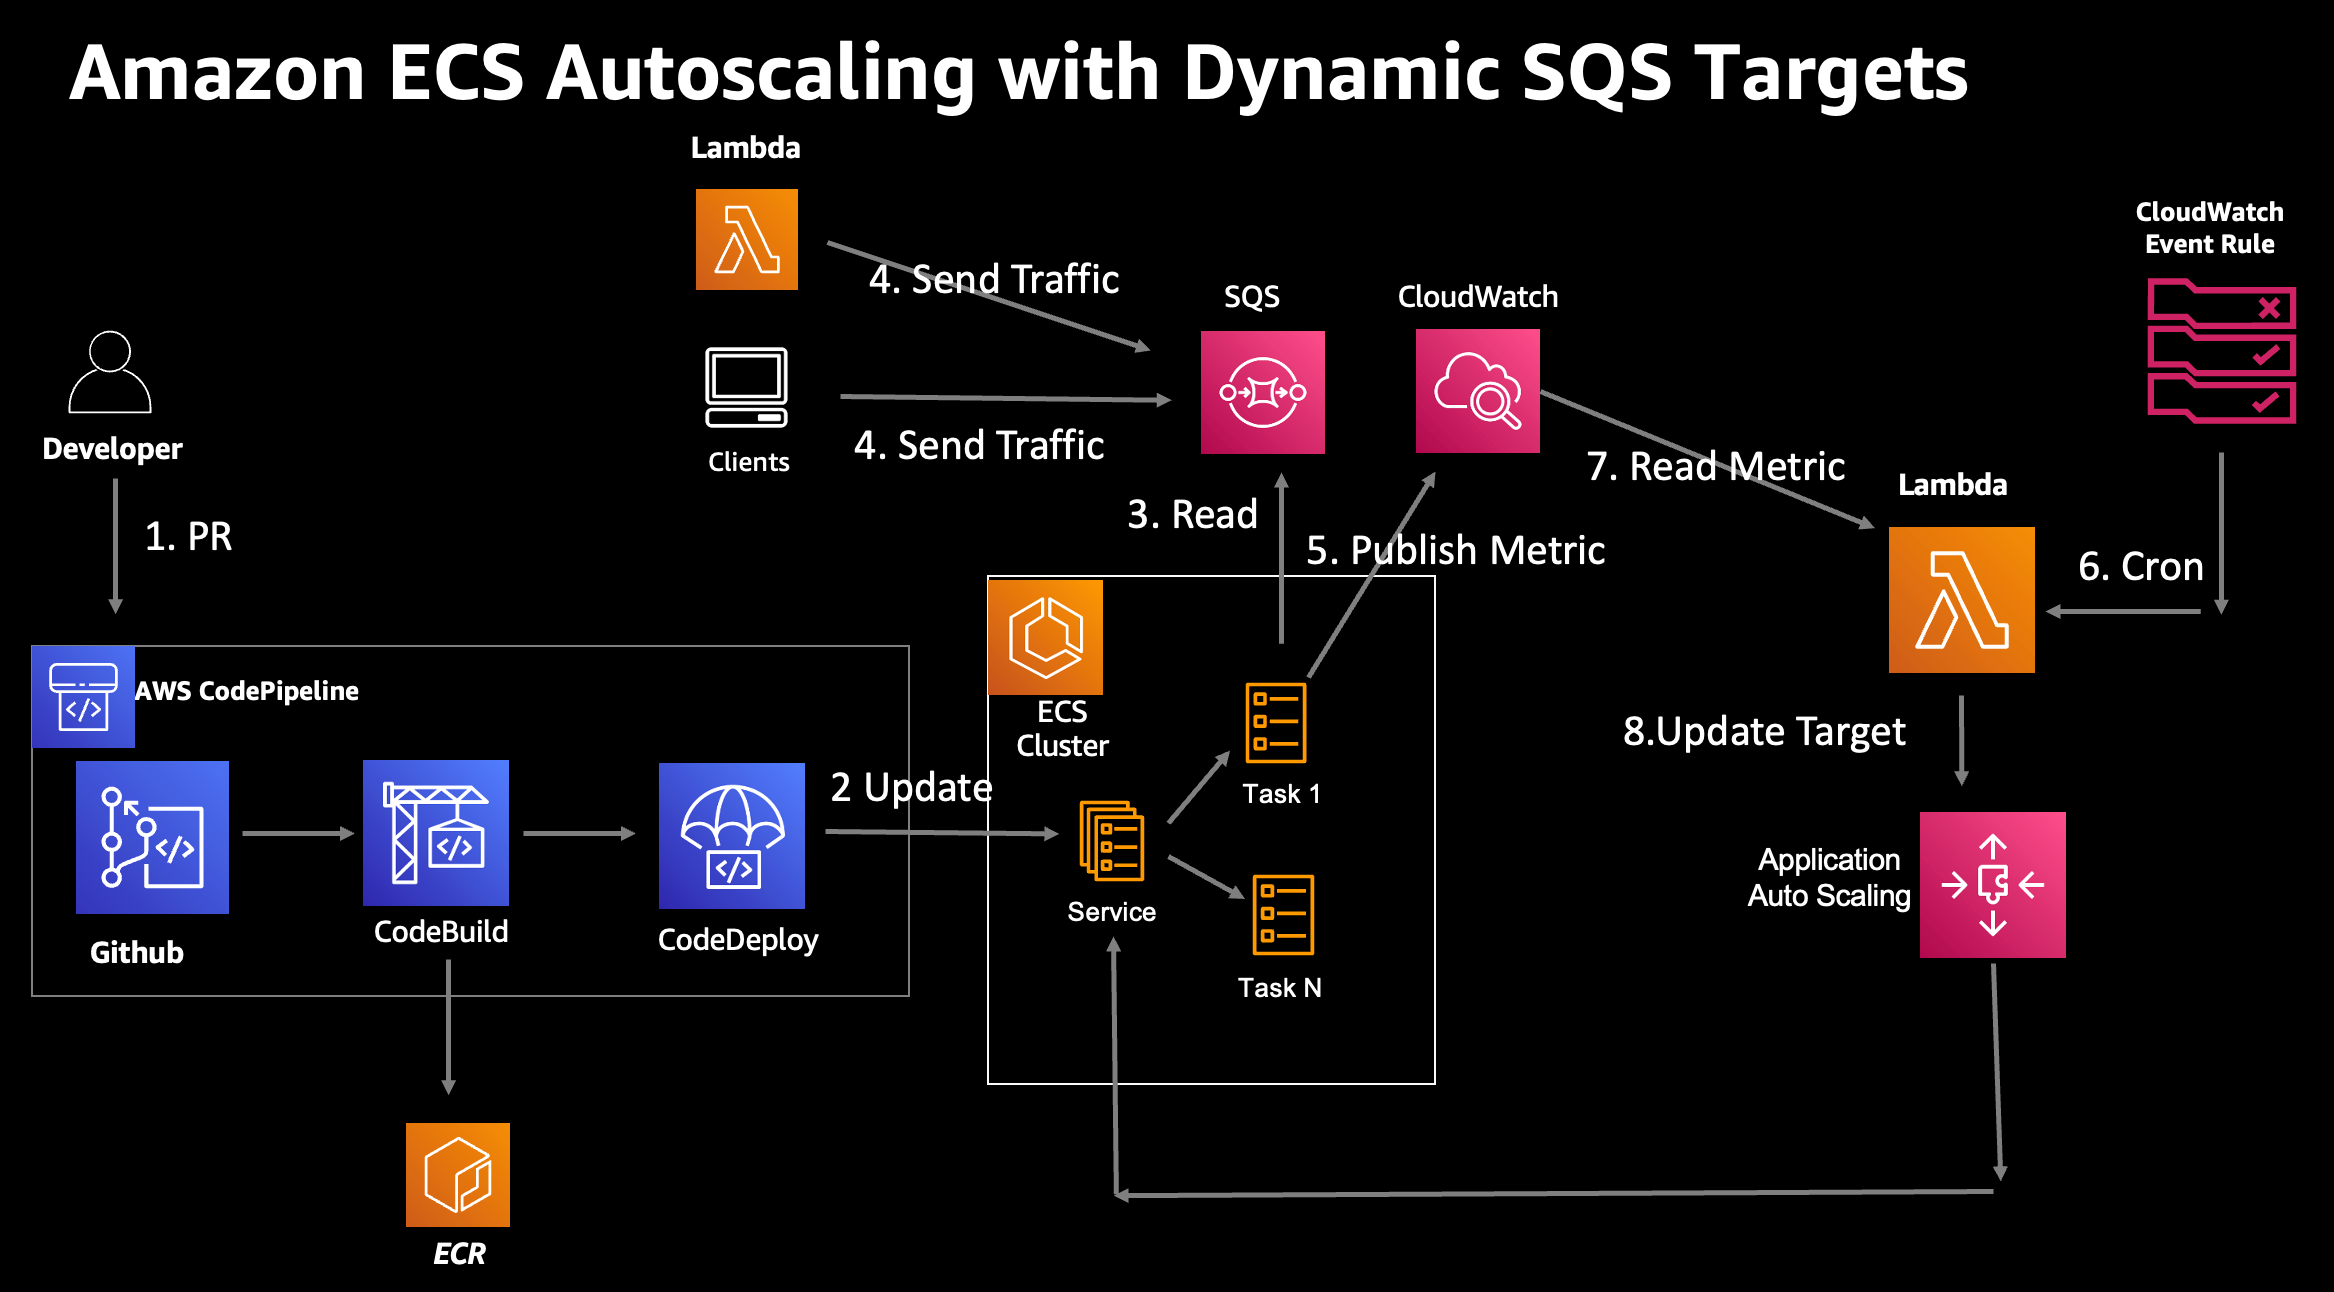 Amazon ECS Autoscaling with Dynamic SQS Targets
Lambda
4. Send Traffic
Clients
4. Send Traffic
SQS
CloudWatch
CloudWatch
Event Rule
Developer
1. PR
3. Read
5. Publish Metric
7. Read Metric
Lambda
6. Cron
AWS CodePipeline
Github
CodeBuild
CodeDeploy
2 Update
ECS
Cluster
Service
Task 1
Task N
8.Update Target
Application
Auto Scaling
ECR